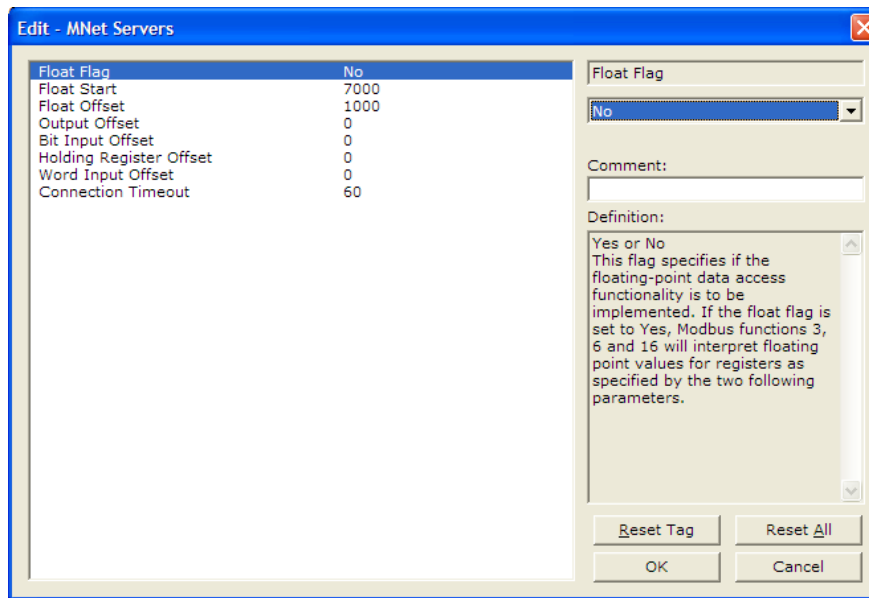 Edit - MNet Servers
Float Flag No
Float Start 7000
Float Offset 1000
Output Offset 0
Bit Input Offset 0
Holding Register Offset 0
Word Input Offset 0
Connection Timeout 60
Float Flag
No
Comment:
Definition:
Yes or No
This flag specifies if the
floating-point data access
functionality is to be
implemented. If the float flag is
set to Yes, Modbus functions 3,
6 and 16 will interpret floating
point values for registers as
specified by the two following
parameters.
Reset Tag Reset All
OK Cancel